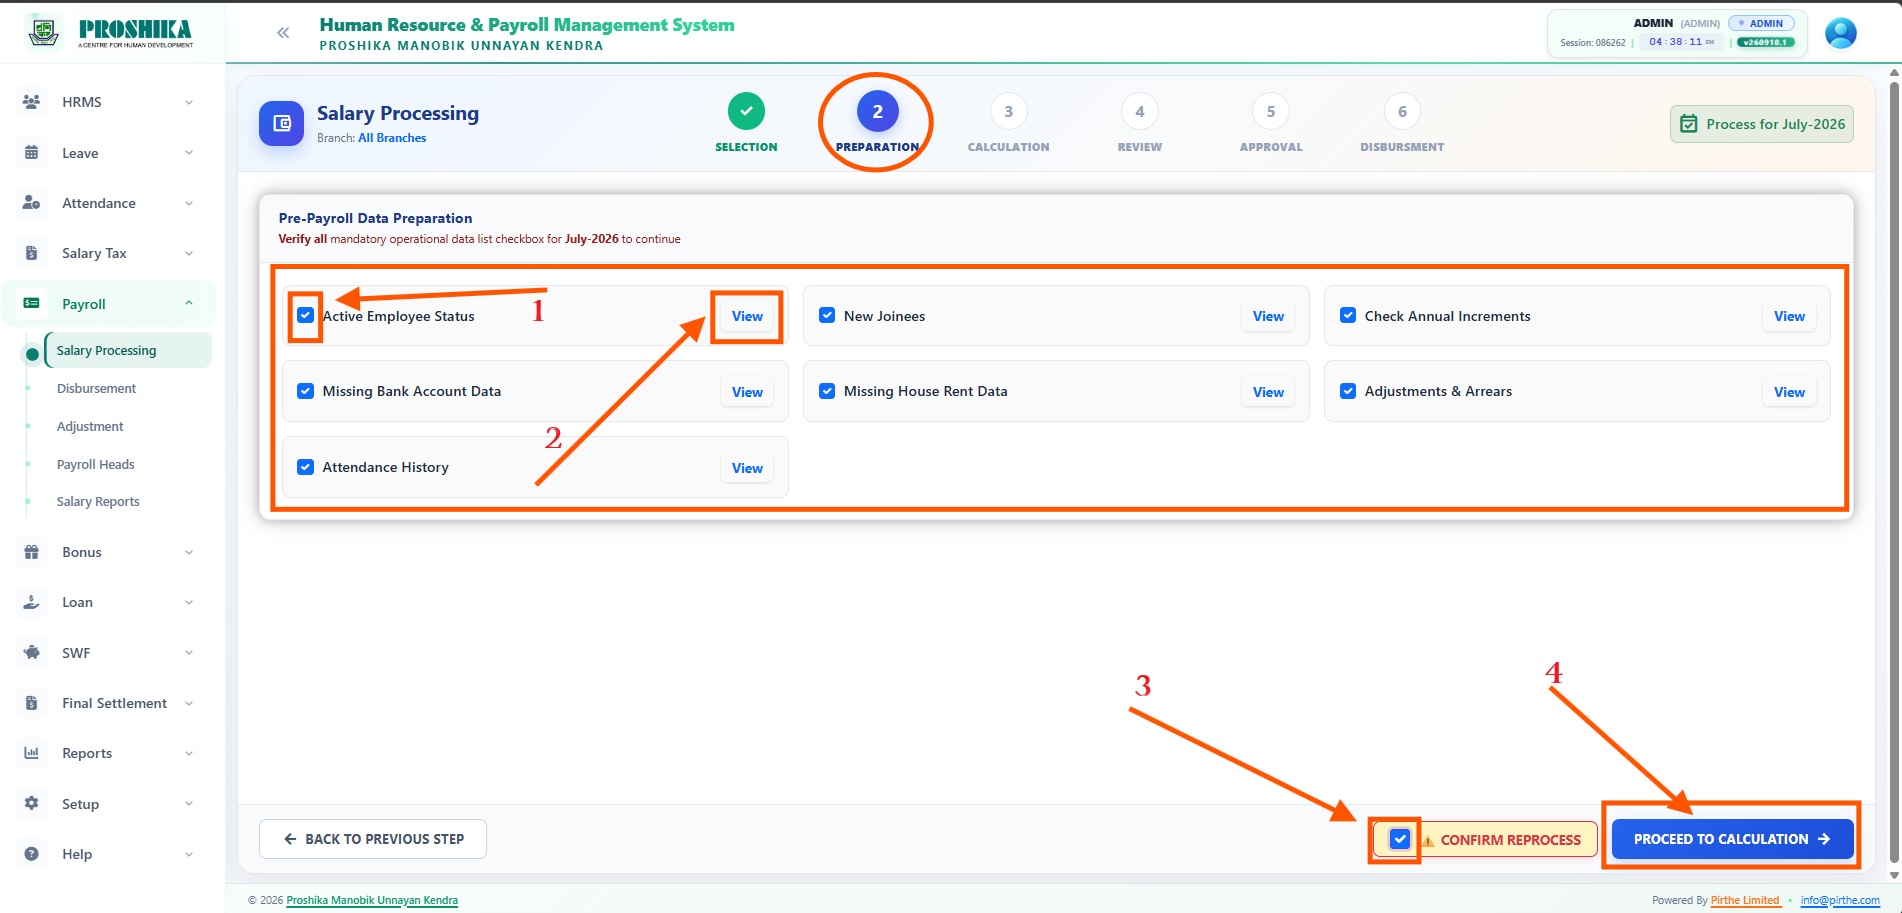 PROSHIKA
A CENTRE FOR HUMAN DEVELOPMENT
Human Resource & Payroll Management System
PROSHIKA MANOBIK UNNAYAN KENDRA
ADMIN (ADMIN) ADMIN
Session: 086262 | 04:38:11 PM | v260910.1
HRMS
Leave
Attendance
Salary Tax
Payroll
Salary Processing
Disbursement
Adjustment
Payroll Heads
Salary Reports
Bonus
Loan
SWF
Final Settlement
Reports
Setup
Help
Salary Processing
Branch: All Branches
SELECTION
2
PREPARATION
3
CALCULATION
4
REVIEW
5
APPROVAL
6
DISBURSMENT
Process for July-2026
Pre-Payroll Data Preparation
Verify all mandatory operational data list checkbox for July-2026 to continue
Active Employee Status View
New Joinees View
Check Annual Increments View
Missing Bank Account Data View
Missing House Rent Data View
Adjustments & Arrears View
Attendance History View
1
2
3
4
BACK TO PREVIOUS STEP
CONFIRM REPROCESS
PROCEED TO CALCULATION
© 2026 Proshika Manobik Unnayan Kendra
Powered By Pirthe Limited • info@pirthe.com